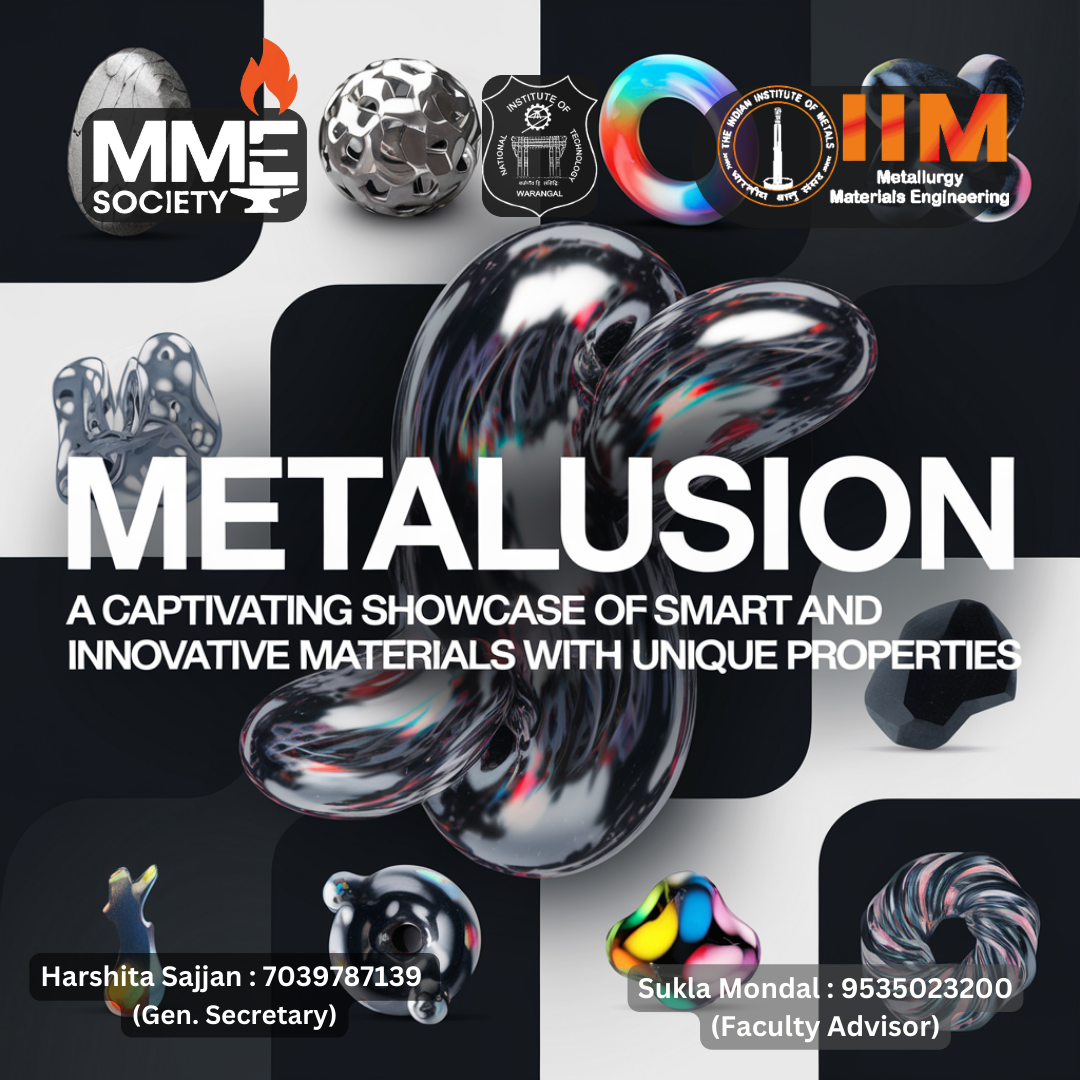 MME
SOCIETY
INSTITUTE OF
NATIONAL
TECHNOLOGY
WARANGAL
THE INDIAN INSTITUTE OF METALS
IIM
Metallurgy
Materials Engineering
METALUSION
A CAPTIVATING SHOWCASE OF SMART AND
INNOVATIVE MATERIALS WITH UNIQUE PROPERTIES
Harshita Sajjan : 7039787139
(Gen. Secretary)
Sukla Mondal : 9535023200
(Faculty Advisor)